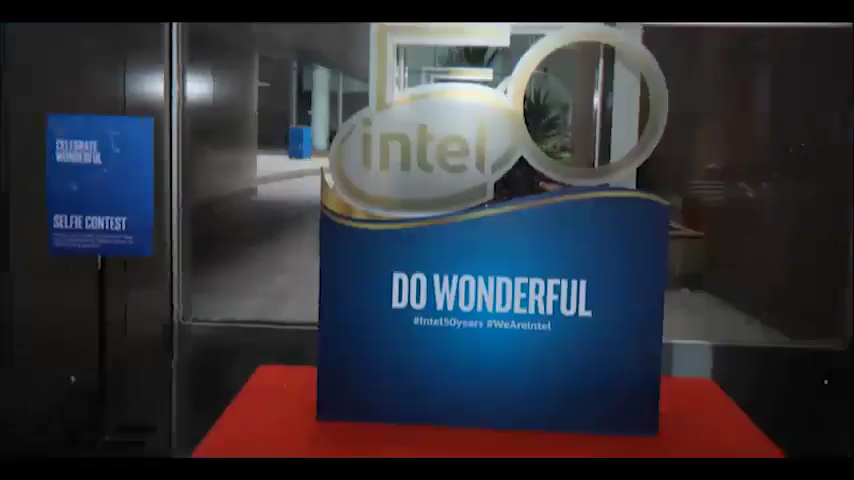 CELEBRATE
WONDERFUL
SELFIE CONTEST
intel
DO WONDERFUL
#Intel50years #WeAreIntel